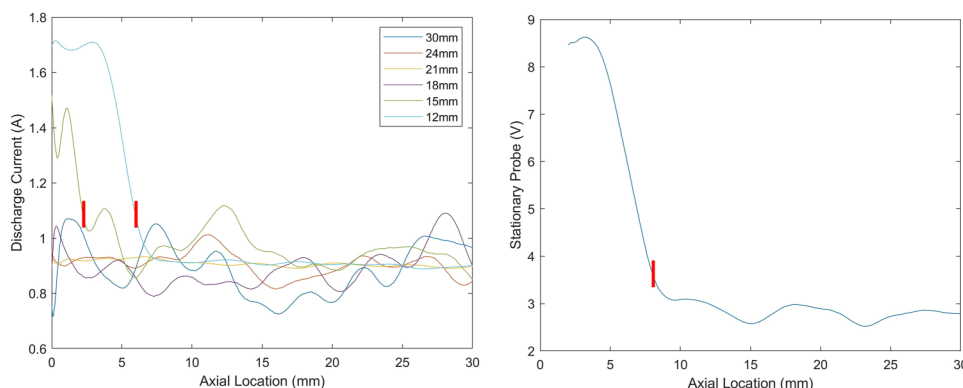 1.8
1.6
1.4
1.2
1
0.8
0.6
Discharge Current (A)
0 5 10 15 20 25 30
Axial Location (mm)
30mm
24mm
21mm
18mm
15mm
12mm
9
8
7
6
5
4
3
2
Stationary Probe (V)
0 5 10 15 20 25 30
Axial Location (mm)